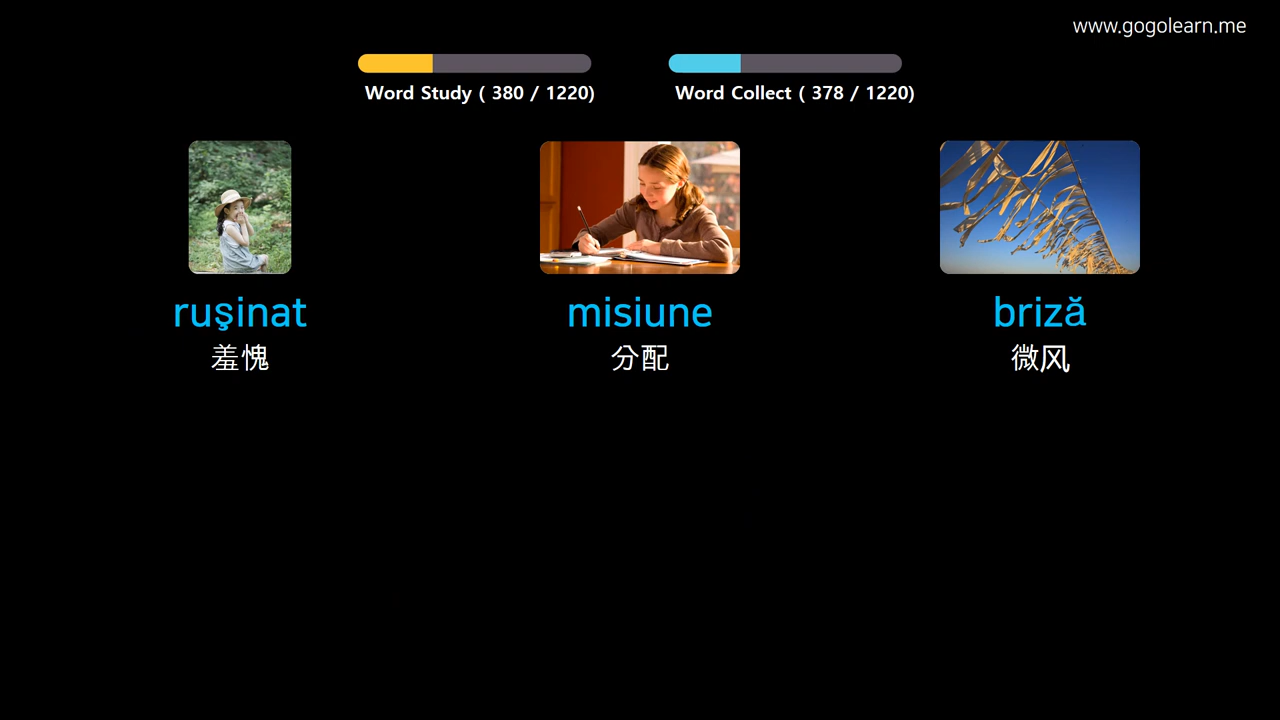 www.gogolearn.me
Word Study ( 380 / 1220)
Word Collect ( 378 / 1220)
ruşinat
misiune
briză
羞愧
分配
微风